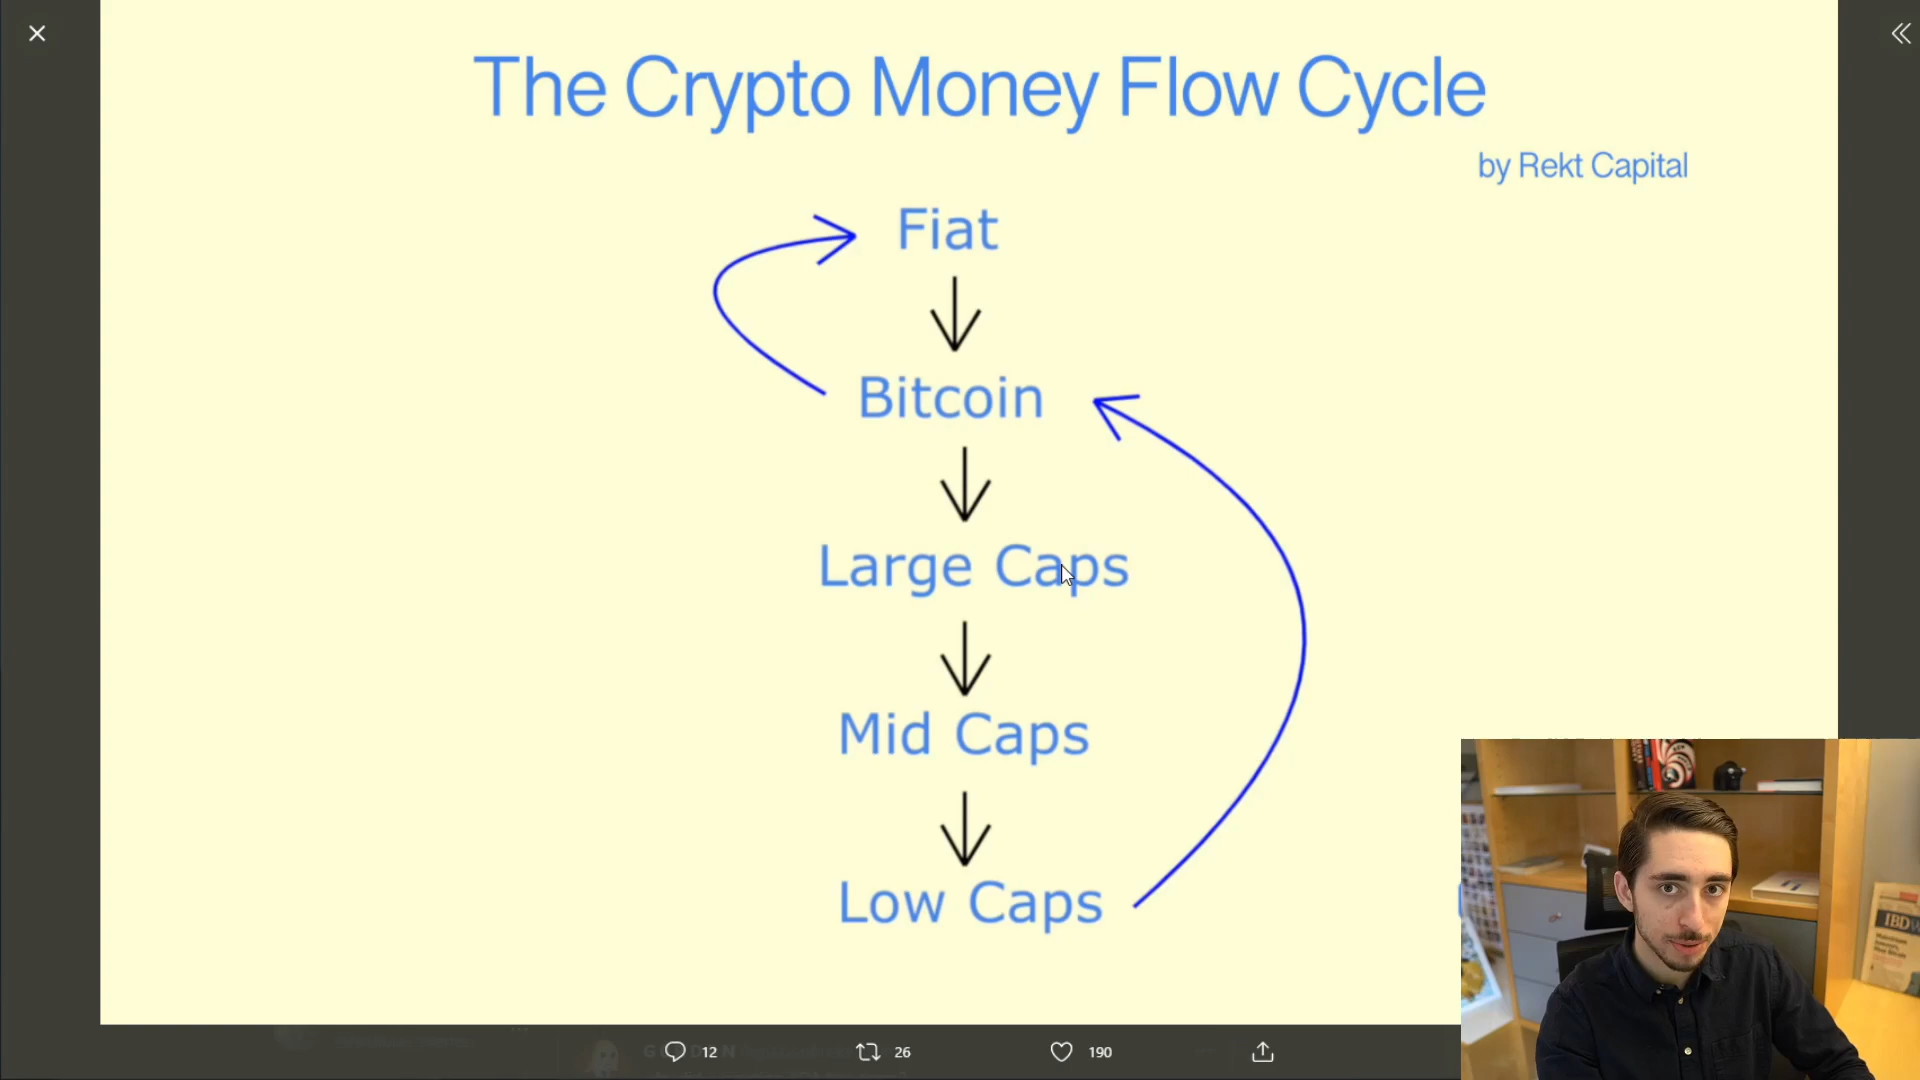 The Crypto Money Flow Cycle
by Rekt Capital
Fiat
Bitcoin
Large Caps
Mid Caps
Low Caps
IBD
12
26
190